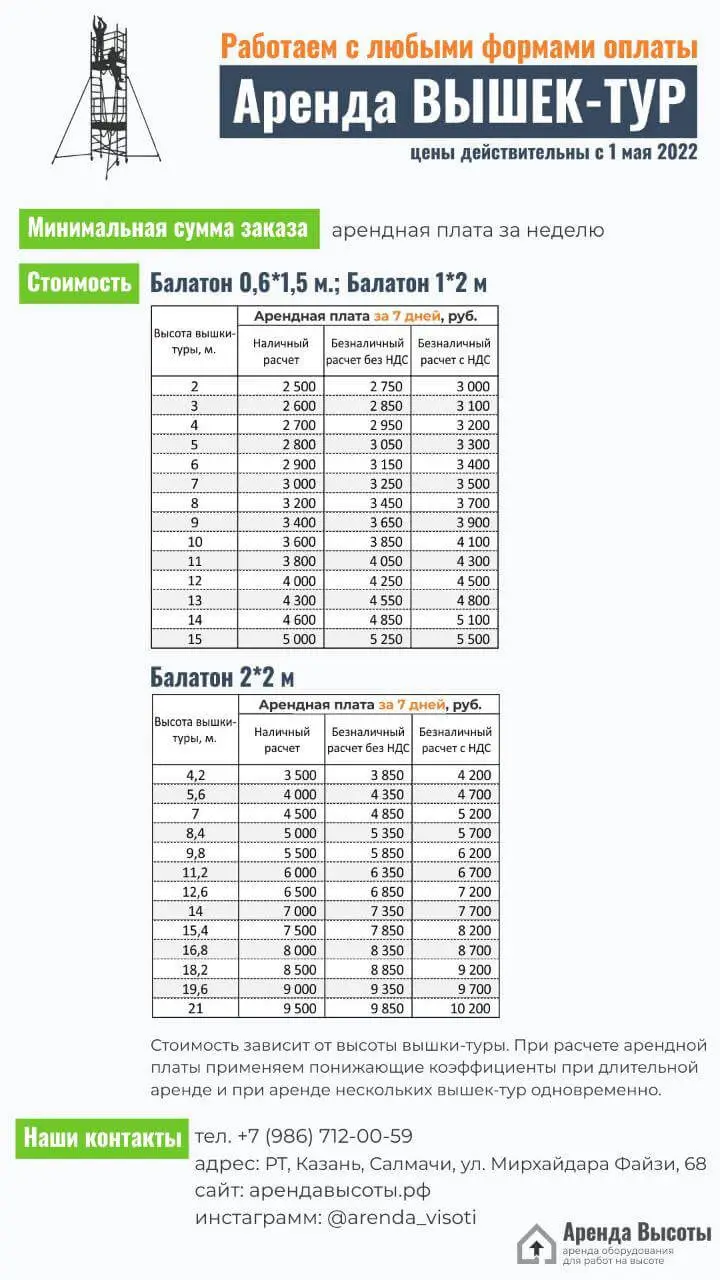 Работаем с любыми формами оплаты
Аренда ВЫШЕК-ТУР
цены действительны с 1 мая 2022
Минимальная сумма заказа арендная плата за неделю
Стоимость Балатон 0,6*1,5 м.; Балатон 1*2 м
Высота вышки-туры, м. Арендная плата за 7 дней, руб.
Наличный расчет Безналичный расчет без НДС Безналичный расчет с НДС
2 2 500 2 750 3 000
3 2 600 2 850 3 100
4 2 700 2 950 3 200
5 2 800 3 050 3 300
6 2 900 3 150 3 400
7 3 000 3 250 3 500
8 3 200 3 450 3 700
9 3 400 3 650 3 900
10 3 600 3 850 4 100
11 3 800 4 050 4 300
12 4 000 4 250 4 500
13 4 300 4 550 4 800
14 4 600 4 850 5 100
15 5 000 5 250 5 500
Балатон 2*2 м
Высота вышки-туры, м. Арендная плата за 7 дней, руб.
Наличный расчет Безналичный расчет без НДС Безналичный расчет с НДС
4,2 3 500 3 850 4 200
5,6 4 000 4 350 4 700
7 4 500 4 850 5 200
8,4 5 000 5 350 5 700
9,8 5 500 5 850 6 200
11,2 6 000 6 350 6 700
12,6 6 500 6 850 7 200
14 7 000 7 350 7 700
15,4 7 500 7 850 8 200
16,8 8 000 8 350 8 700
18,2 8 500 8 850 9 200
19,6 9 000 9 350 9 700
21 9 500 9 850 10 200
Стоимость зависит от высоты вышки-туры. При расчете арендной
платы применяем понижающие коэффициенты при длительной
аренде и при аренде нескольких вышек-тур одновременно.
Наши контакты тел. +7 (986) 712-00-59
адрес: РТ, Казань, Салмачи, ул. Мирхайдара Файзи, 68
сайт: арендавысоты.рф
инстаграмм: @arenda_visoti
Аренда Высоты
аренда оборудования
для работ на высоте